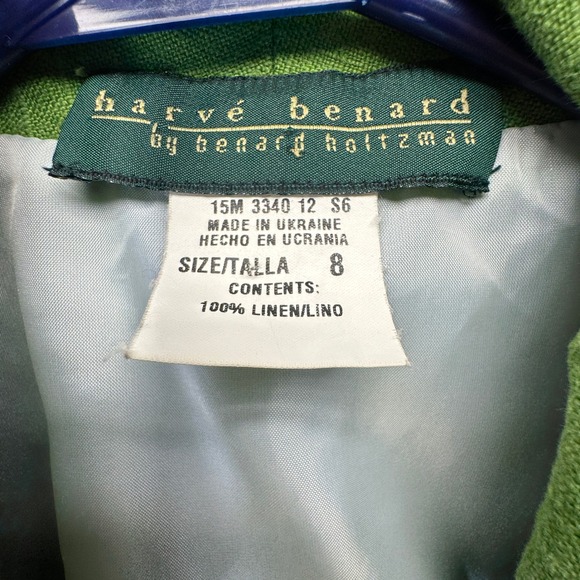 harvé benard
by benard holtzman
15M 3340 12 S6
MADE IN UKRAINE
HECHO EN UCRANIA
SIZE/TALLA 8
CONTENTS:
100% LINEN/LINO